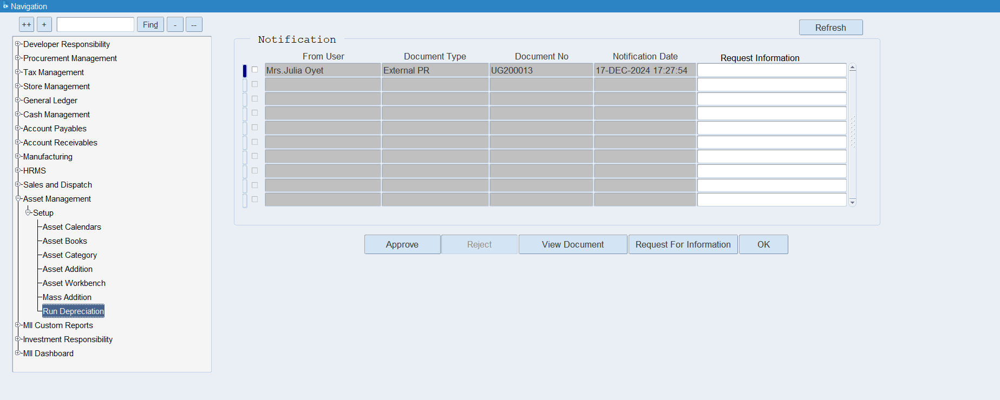 Navigation
++ + Find - --
Refresh
Developer Responsibility
Procurement Management
Tax Management
Store Management
General Ledger
Cash Management
Account Payables
Account Receivables
Manufacturing
HRMS
Sales and Dispatch
Asset Management
Setup
Asset Calendars
Asset Books
Asset Category
Asset Addition
Asset Workbench
Mass Addition
Run Depreciation
MII Custom Reports
Investment Responsibility
MII Dashboard
Notification
From User Document Type Document No Notification Date Request Information
Mrs.Julia Oyet External PR UG200013 17-DEC-2024 17:27:54
Approve Reject View Document Request For Information OK